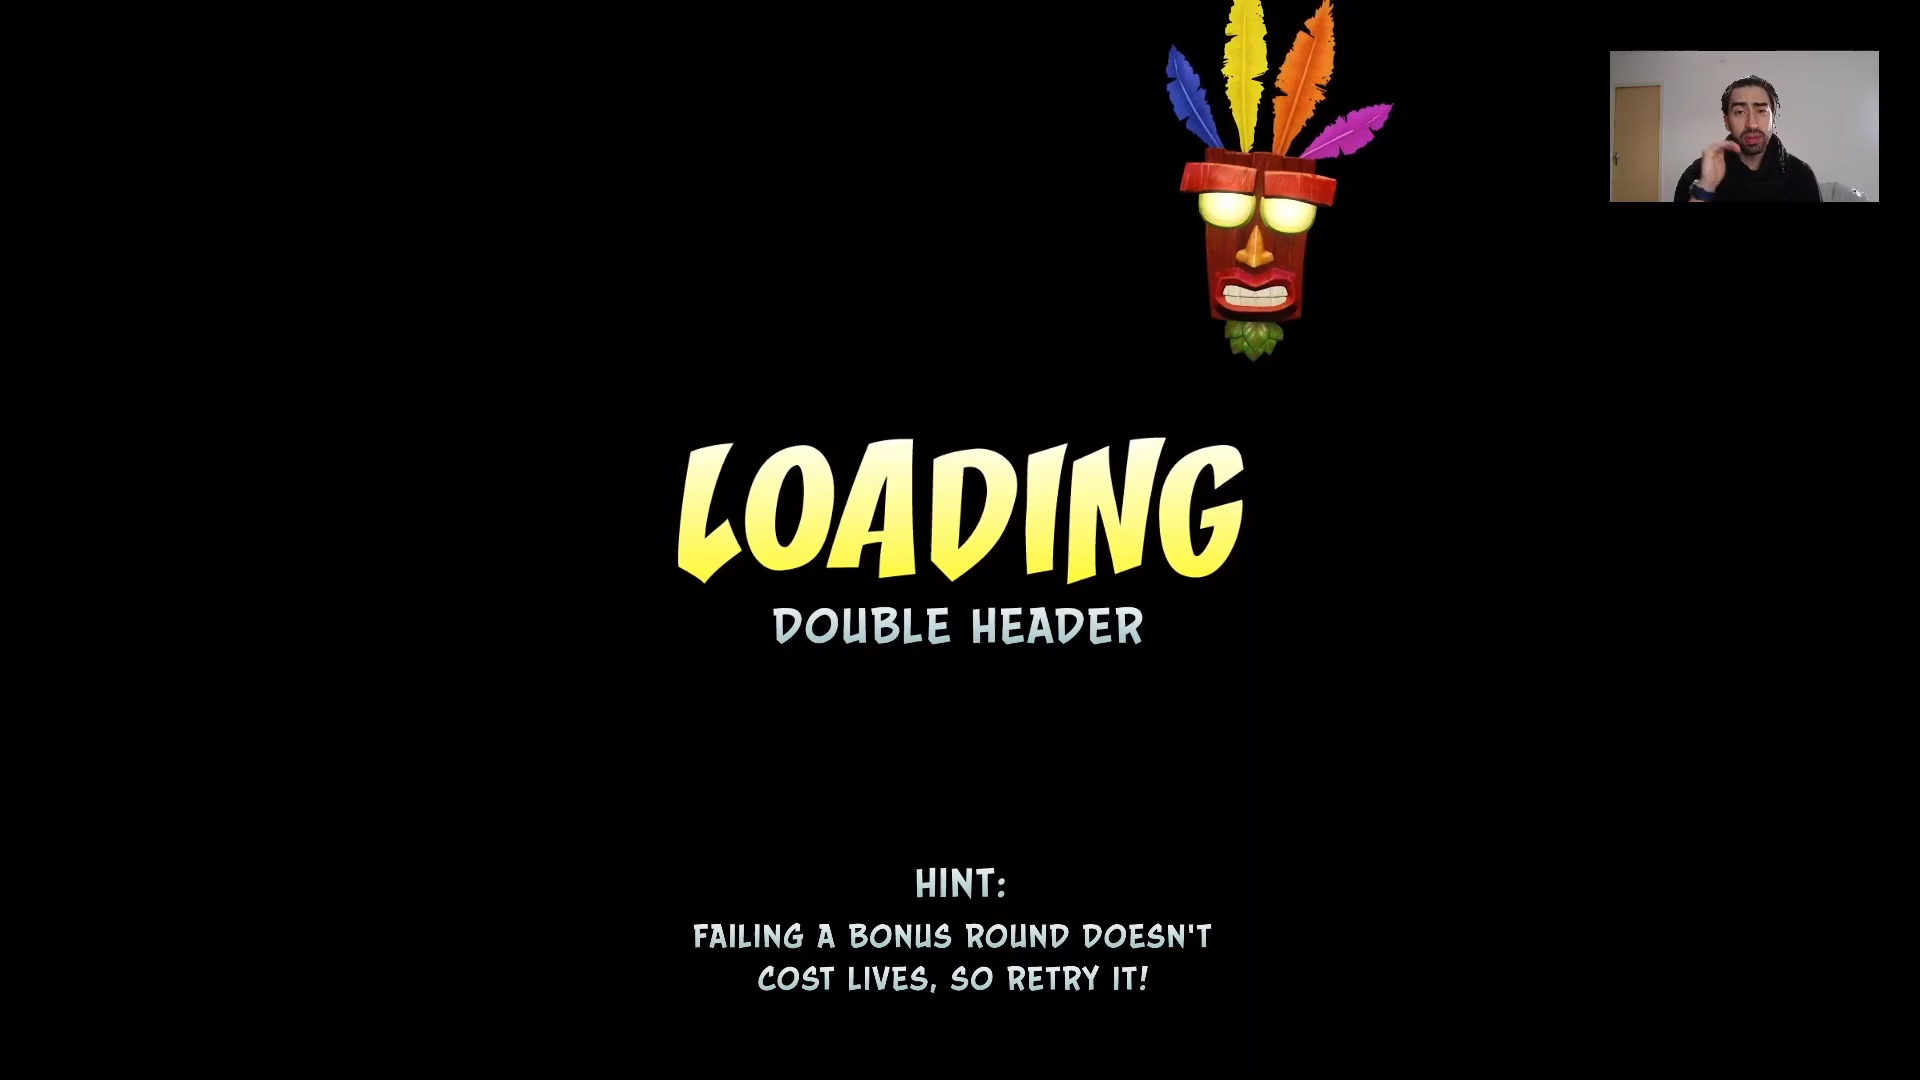 LOADING
DOUBLE HEADER
HINT:
FAILING A BONUS ROUND DOESN'T
COST LIVES, SO RETRY IT!